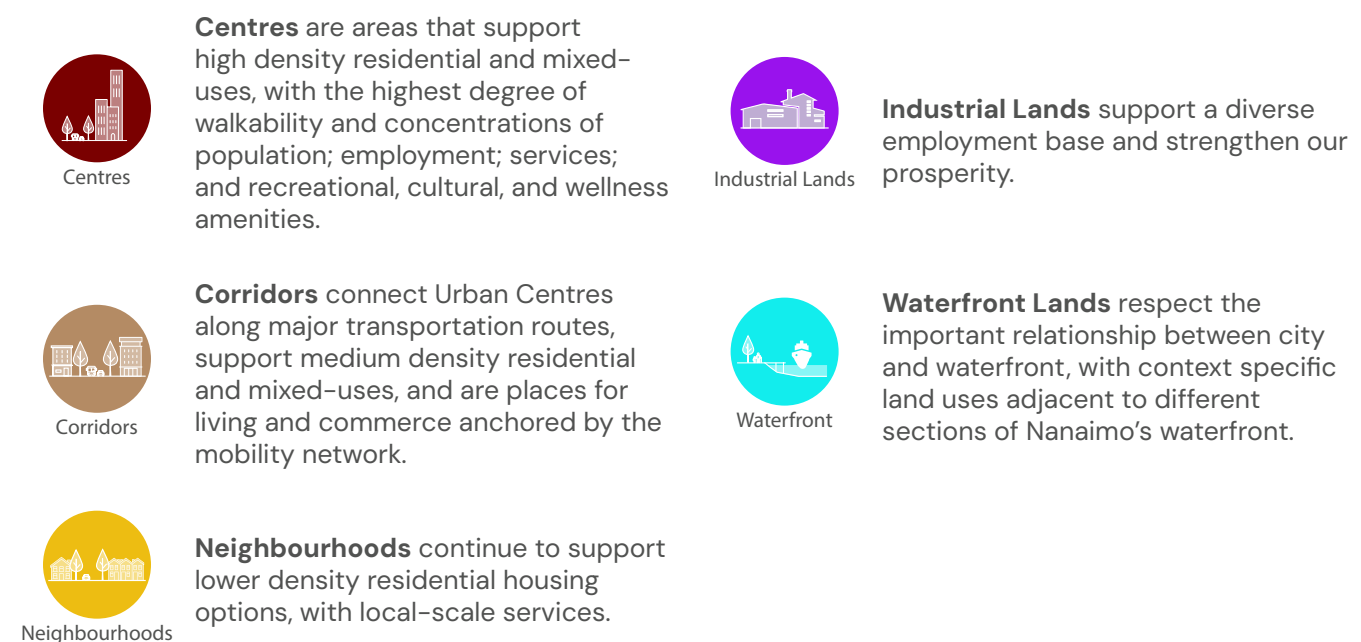 Centres
Centres are areas that support
high density residential and mixed-
uses, with the highest degree of
walkability and concentrations of
population; employment; services;
and recreational, cultural, and wellness
amenities.
Corridors
Corridors connect Urban Centres
along major transportation routes,
support medium density residential
and mixed-uses, and are places for
living and commerce anchored by the
mobility network.
Neighbourhoods
Neighbourhoods continue to support
lower density residential housing
options, with local-scale services.
Industrial Lands
Industrial Lands support a diverse
employment base and strengthen our
prosperity.
Waterfront
Waterfront Lands respect the
important relationship between city
and waterfront, with context specific
land uses adjacent to different
sections of Nanaimo's waterfront.